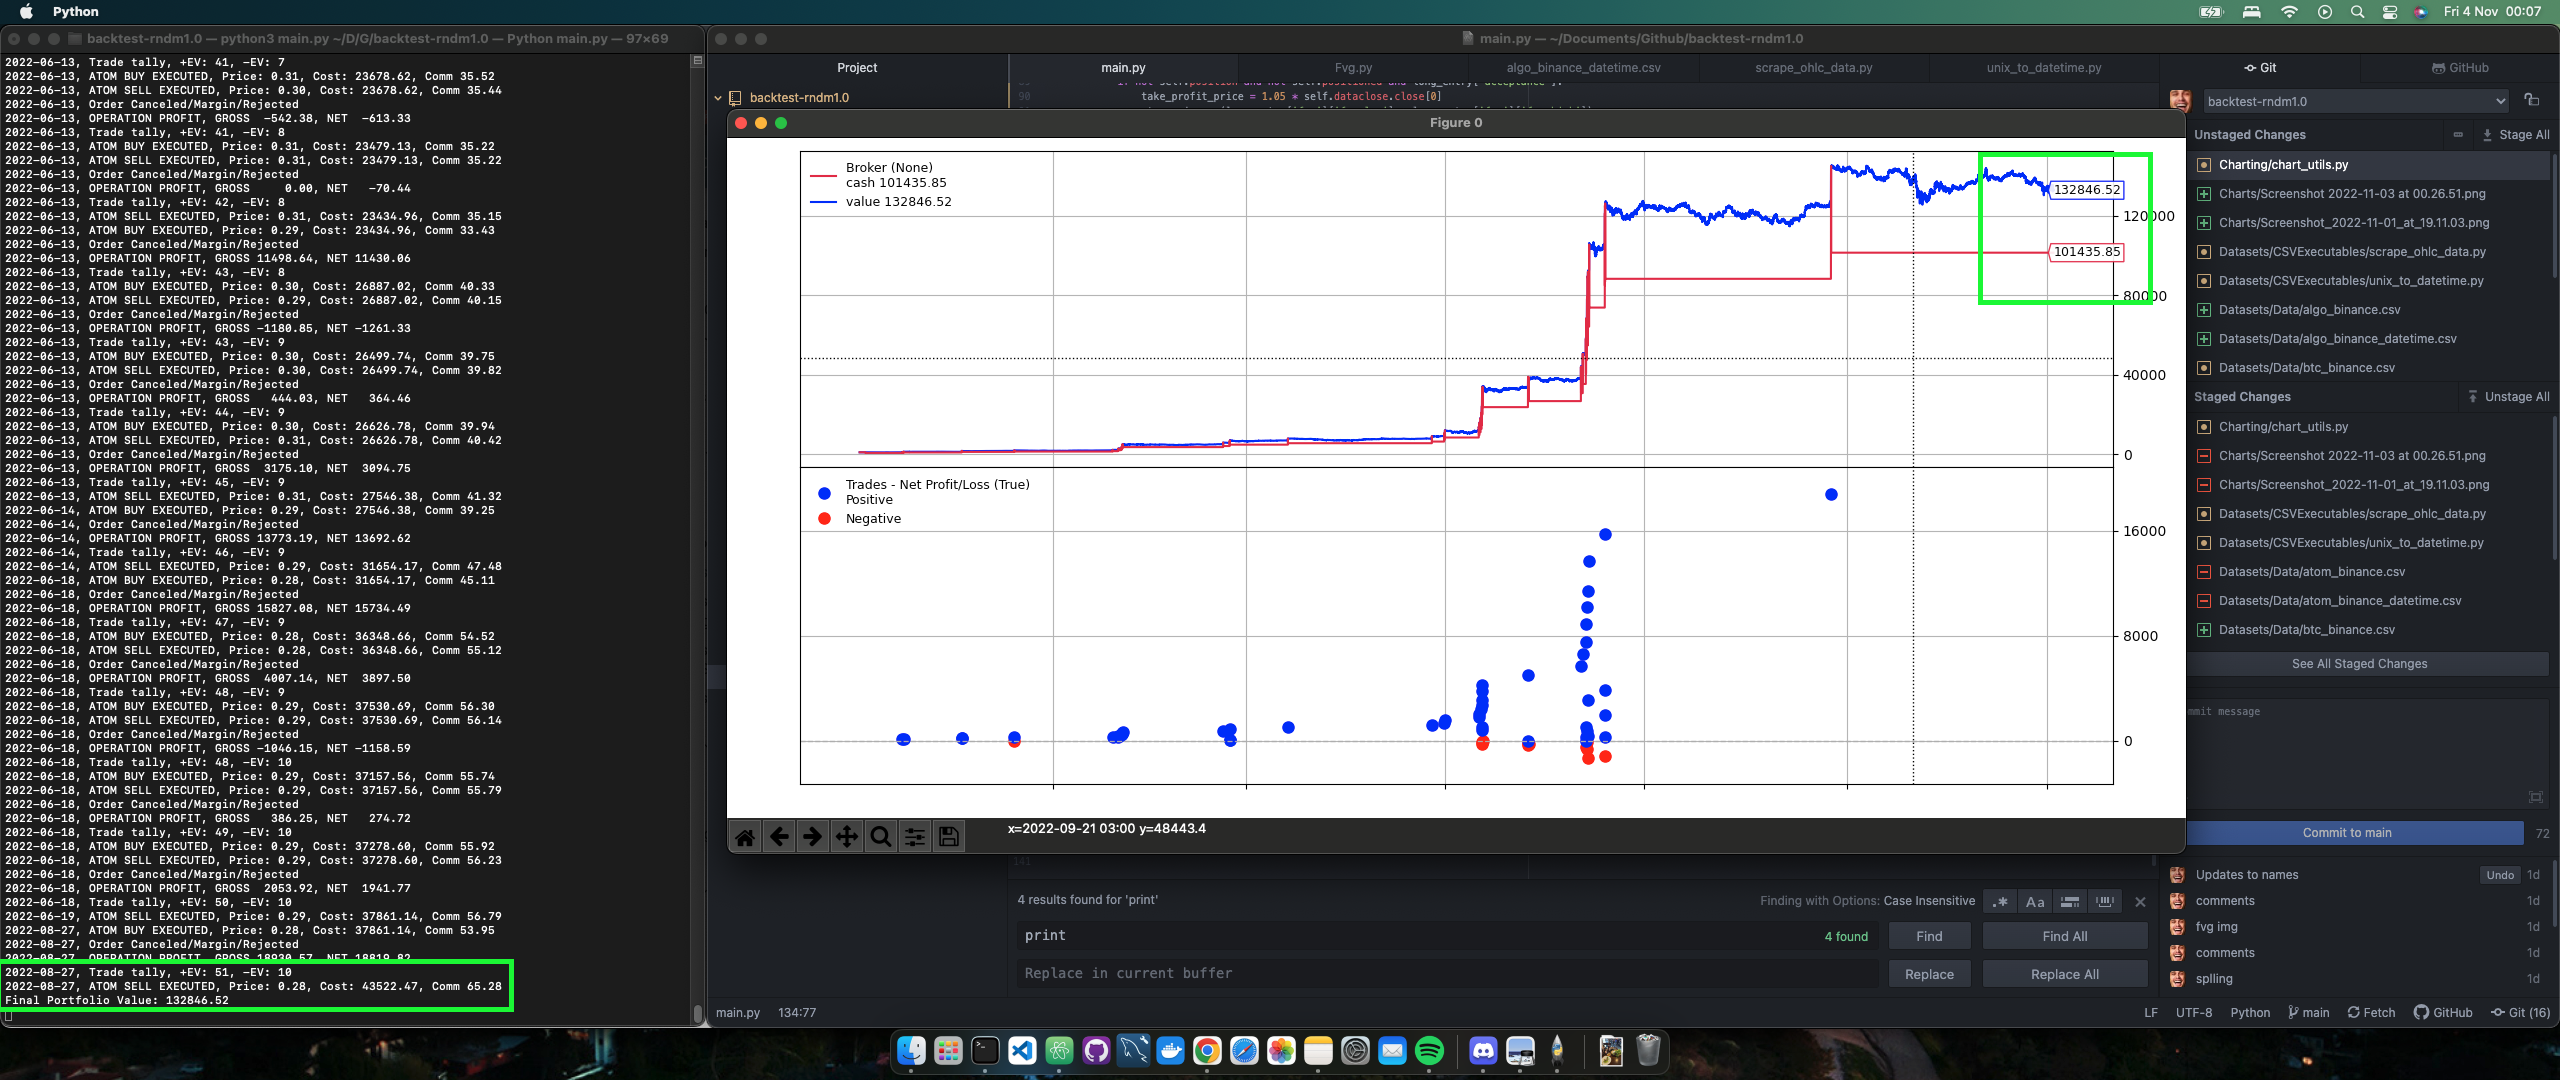 Python
Fri 4 Nov 00:07
backtest-rndm1.0 — python3 main.py ~/D/G/backtest-rndm1.0 — Python main.py — 97×69
2022-06-13, Trade tally, +EV: 41, -EV: 7
2022-06-13, ATOM BUY EXECUTED, Price: 0.31, Cost: 23678.62, Comm 35.52
2022-06-13, ATOM SELL EXECUTED, Price: 0.30, Cost: 23678.62, Comm 35.44
2022-06-13, Order Canceled/Margin/Rejected
2022-06-13, OPERATION PROFIT, GROSS -542.38, NET -613.33
2022-06-13, Trade tally, +EV: 41, -EV: 8
2022-06-13, ATOM BUY EXECUTED, Price: 0.31, Cost: 23479.13, Comm 35.22
2022-06-13, ATOM SELL EXECUTED, Price: 0.31, Cost: 23479.13, Comm 35.22
2022-06-13, Order Canceled/Margin/Rejected
2022-06-13, OPERATION PROFIT, GROSS 0.00, NET -70.44
2022-06-13, Trade tally, +EV: 42, -EV: 8
2022-06-13, ATOM SELL EXECUTED, Price: 0.31, Cost: 23434.96, Comm 35.15
2022-06-13, ATOM BUY EXECUTED, Price: 0.29, Cost: 23434.96, Comm 33.43
2022-06-13, Order Canceled/Margin/Rejected
2022-06-13, OPERATION PROFIT, GROSS 11498.64, NET 11430.06
2022-06-13, Trade tally, +EV: 43, -EV: 8
2022-06-13, ATOM BUY EXECUTED, Price: 0.30, Cost: 26887.02, Comm 40.33
2022-06-13, ATOM SELL EXECUTED, Price: 0.29, Cost: 26887.02, Comm 40.15
2022-06-13, Order Canceled/Margin/Rejected
2022-06-13, OPERATION PROFIT, GROSS -1180.85, NET -1261.33
2022-06-13, Trade tally, +EV: 43, -EV: 9
2022-06-13, ATOM BUY EXECUTED, Price: 0.30, Cost: 26499.74, Comm 39.75
2022-06-13, ATOM SELL EXECUTED, Price: 0.30, Cost: 26499.74, Comm 39.82
2022-06-13, Order Canceled/Margin/Rejected
2022-06-13, OPERATION PROFIT, GROSS 444.03, NET 364.46
2022-06-13, Trade tally, +EV: 44, -EV: 9
2022-06-13, ATOM BUY EXECUTED, Price: 0.30, Cost: 26626.78, Comm 39.94
2022-06-13, ATOM SELL EXECUTED, Price: 0.31, Cost: 26626.78, Comm 40.42
2022-06-13, Order Canceled/Margin/Rejected
2022-06-13, OPERATION PROFIT, GROSS 3175.10, NET 3094.75
2022-06-13, Trade tally, +EV: 45, -EV: 9
2022-06-13, ATOM SELL EXECUTED, Price: 0.31, Cost: 27546.38, Comm 41.32
2022-06-14, ATOM BUY EXECUTED, Price: 0.29, Cost: 27546.38, Comm 39.25
2022-06-14, Order Canceled/Margin/Rejected
2022-06-14, OPERATION PROFIT, GROSS 13773.19, NET 13692.62
2022-06-14, Trade tally, +EV: 46, -EV: 9
2022-06-14, ATOM SELL EXECUTED, Price: 0.29, Cost: 31654.17, Comm 47.48
2022-06-18, ATOM BUY EXECUTED, Price: 0.28, Cost: 31654.17, Comm 45.11
2022-06-18, Order Canceled/Margin/Rejected
2022-06-18, OPERATION PROFIT, GROSS 15827.08, NET 15734.49
2022-06-18, Trade tally, +EV: 47, -EV: 9
2022-06-18, ATOM BUY EXECUTED, Price: 0.28, Cost: 36348.66, Comm 54.52
2022-06-18, ATOM SELL EXECUTED, Price: 0.28, Cost: 36348.66, Comm 55.12
2022-06-18, Order Canceled/Margin/Rejected
2022-06-18, OPERATION PROFIT, GROSS 4007.14, NET 3897.50
2022-06-18, Trade tally, +EV: 48, -EV: 9
2022-06-18, ATOM BUY EXECUTED, Price: 0.29, Cost: 37530.69, Comm 56.30
2022-06-18, ATOM SELL EXECUTED, Price: 0.29, Cost: 37530.69, Comm 56.14
2022-06-18, Order Canceled/Margin/Rejected
2022-06-18, OPERATION PROFIT, GROSS -1046.15, NET -1158.59
2022-06-18, Trade tally, +EV: 48, -EV: 10
2022-06-18, ATOM BUY EXECUTED, Price: 0.29, Cost: 37157.56, Comm 55.74
2022-06-18, ATOM SELL EXECUTED, Price: 0.29, Cost: 37157.56, Comm 55.79
2022-06-18, Order Canceled/Margin/Rejected
2022-06-18, OPERATION PROFIT, GROSS 386.25, NET 274.72
2022-06-18, Trade tally, +EV: 49, -EV: 10
2022-06-18, ATOM BUY EXECUTED, Price: 0.29, Cost: 37278.60, Comm 55.92
2022-06-18, ATOM SELL EXECUTED, Price: 0.29, Cost: 37278.60, Comm 56.23
2022-06-18, Order Canceled/Margin/Rejected
2022-06-18, OPERATION PROFIT, GROSS 2053.92, NET 1941.77
2022-06-18, Trade tally, +EV: 50, -EV: 10
2022-06-19, ATOM SELL EXECUTED, Price: 0.29, Cost: 37861.14, Comm 56.79
2022-08-27, ATOM BUY EXECUTED, Price: 0.28, Cost: 37861.14, Comm 53.95
2022-08-27, Order Canceled/Margin/Rejected
2022-08-27, OPERATION PROFIT, GROSS 18930.57, NET 18819.82
2022-08-27, Trade tally, +EV: 51, -EV: 10
2022-08-27, ATOM SELL EXECUTED, Price: 0.28, Cost: 43522.47, Comm 65.28
Final Portfolio Value: 132846.52
main.py — ~/Documents/Github/backtest-rndm1.0
Project
main.py
Fvg.py
algo_binance_datetime.csv
scrape_ohlc_data.py
unix_to_datetime.py
backtest-rndm1.0
90 take_profit_price = 1.05 * self.dataclose.close[0]
Figure 0
Broker (None)
cash 101435.85
value 132846.52
132846.52
120000
101435.85
80000
40000
0
Trades - Net Profit/Loss (True)
Positive
Negative
16000
8000
0
x=2022-09-21 03:00 y=48443.4
141
4 results found for 'print'
Finding with Options: Case Insensitive
.*
Aa
print
4 found
Find
Find All
Replace in current buffer
Replace
Replace All
main.py 134:77
LF UTF-8 Python main Fetch GitHub Git (16)
Git
GitHub
backtest-rndm1.0
Unstaged Changes
Stage All
Charting/chart_utils.py
Charts/Screenshot 2022-11-03 at 00.26.51.png
Charts/Screenshot_2022-11-01_at_19.11.03.png
Datasets/CSVExecutables/scrape_ohlc_data.py
Datasets/CSVExecutables/unix_to_datetime.py
Datasets/Data/algo_binance.csv
Datasets/Data/algo_binance_datetime.csv
Datasets/Data/btc_binance.csv
Staged Changes
Unstage All
Charting/chart_utils.py
Charts/Screenshot 2022-11-03 at 00.26.51.png
Charts/Screenshot_2022-11-01_at_19.11.03.png
Datasets/CSVExecutables/scrape_ohlc_data.py
Datasets/CSVExecutables/unix_to_datetime.py
Datasets/Data/atom_binance.csv
Datasets/Data/atom_binance_datetime.csv
Datasets/Data/btc_binance.csv
See All Staged Changes
mmit message
Commit to main
72
Updates to names
Undo
1d
comments
1d
fvg img
1d
comments
1d
splling
1d